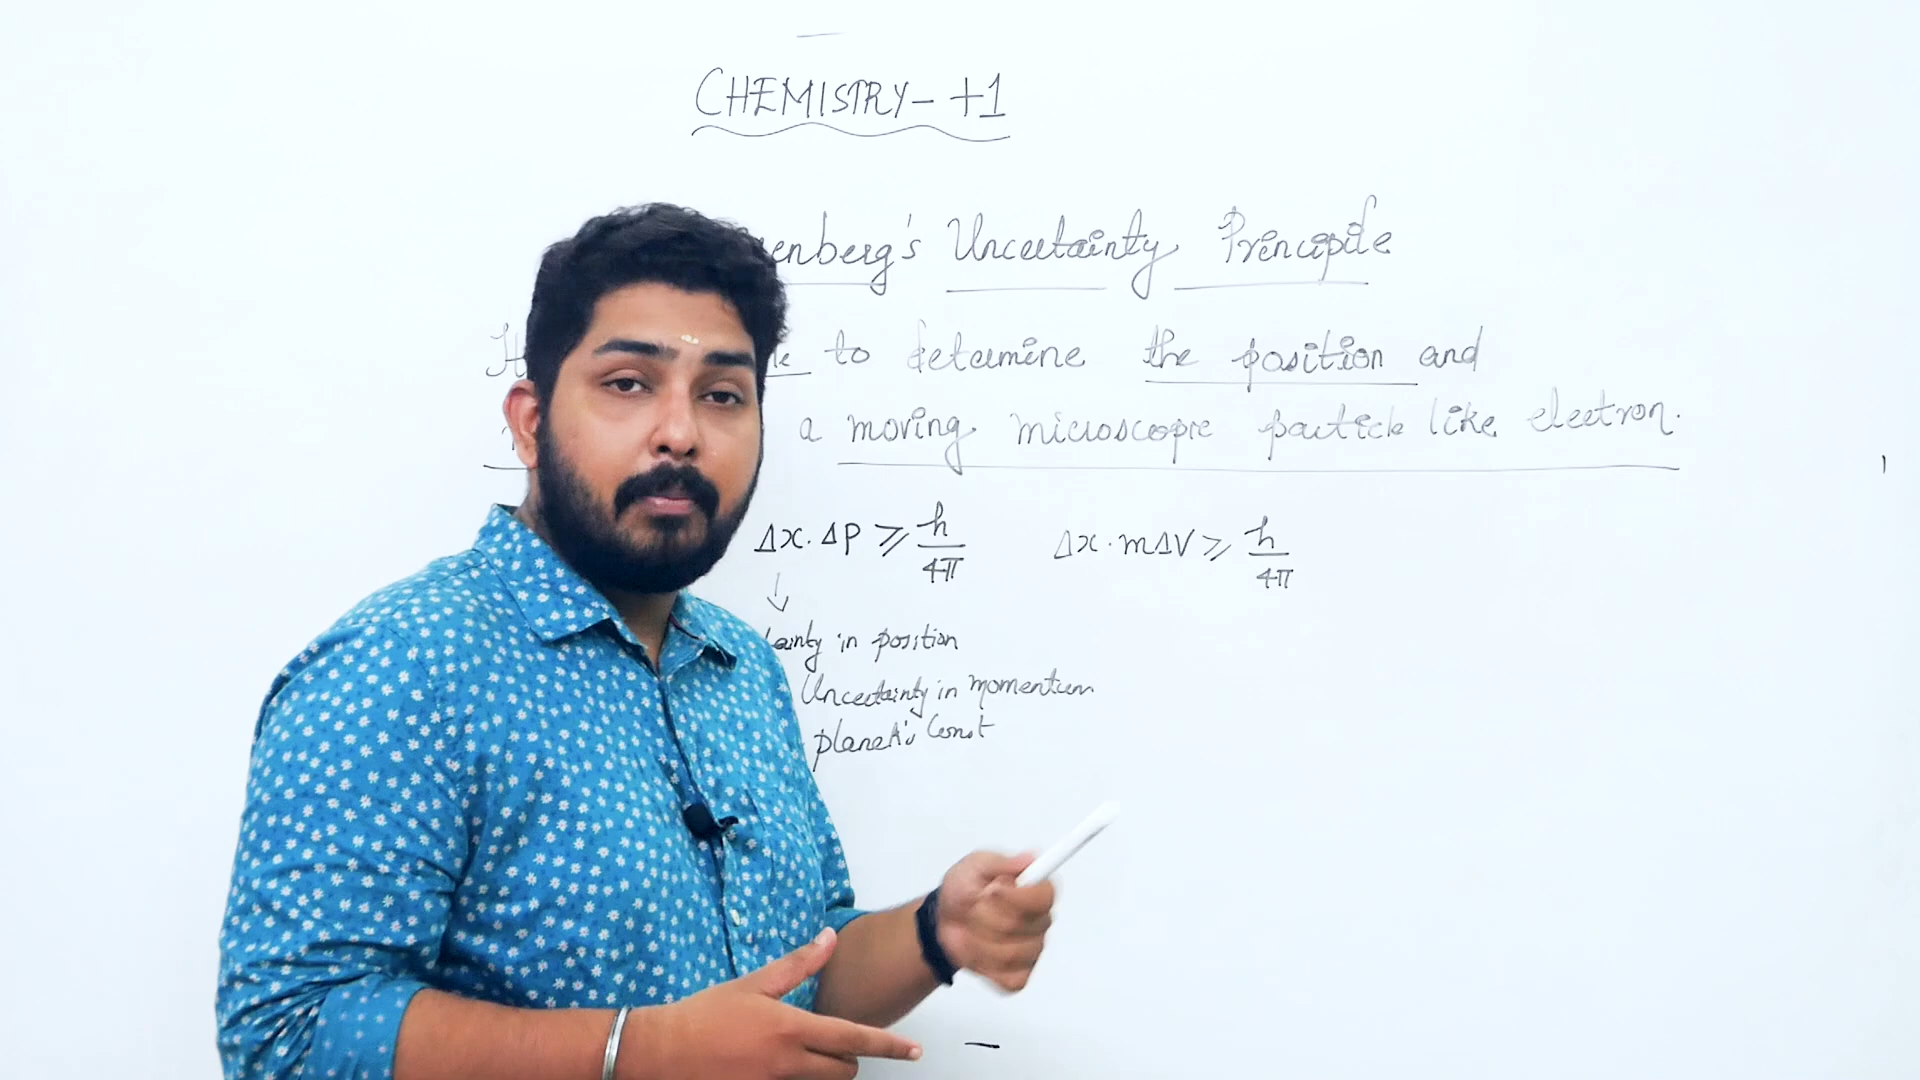 CHEMISTRY- +1
enberg's Uncertainty Principle
to determine the position and
a moving microscopic particle like electron.
Δx. ΔP ≥ h/4π Δx. mΔV ≥ h/4π
↓
tainty in position
Uncertainty in momentum
planck's Const